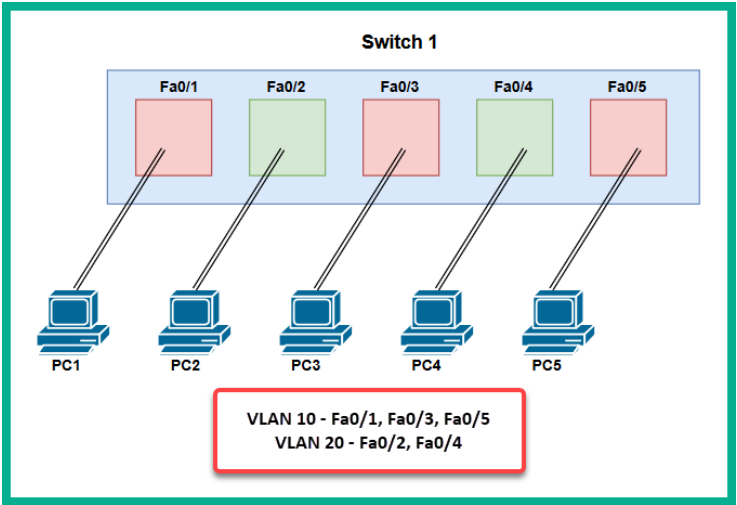 Switch 1
Fa0/1 Fa0/2 Fa0/3 Fa0/4 Fa0/5
PC1 PC2 PC3 PC4 PC5
VLAN 10 - Fa0/1, Fa0/3, Fa0/5
VLAN 20 - Fa0/2, Fa0/4